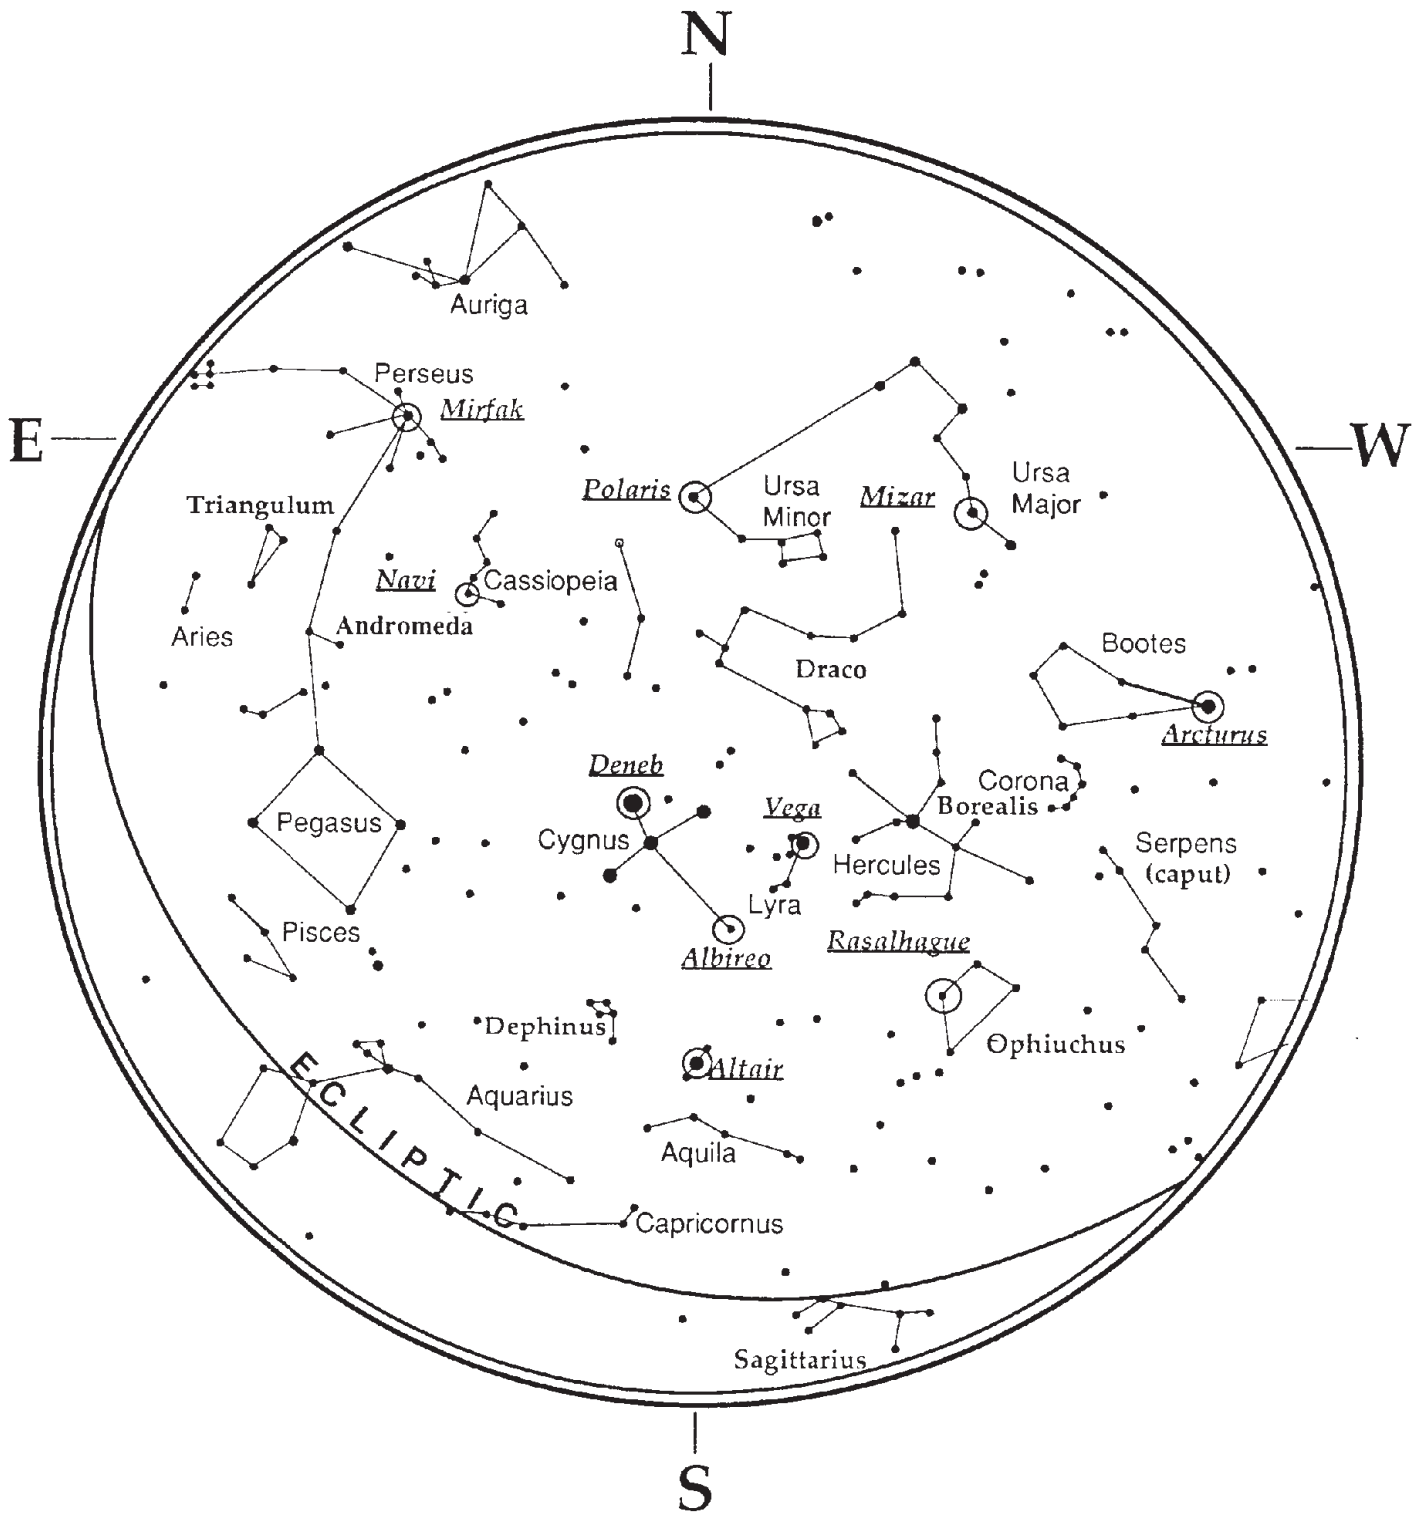 N
Auriga
Perseus
Mirfak
E
W
Triangulum
Polaris
Ursa
Minor
Mizar
Ursa
Major
Navi
Cassiopeia
Andromeda
Aries
Draco
Bootes
Arcturus
Deneb
Vega
Corona
Borealis
Pegasus
Cygnus
Hercules
Serpens
(caput)
Lyra
Pisces
Albireo
Rasalhague
Dephinus
Ophiuchus
Altair
Aquarius
ECLIPTIC
Aquila
Capricornus
Sagittarius
S